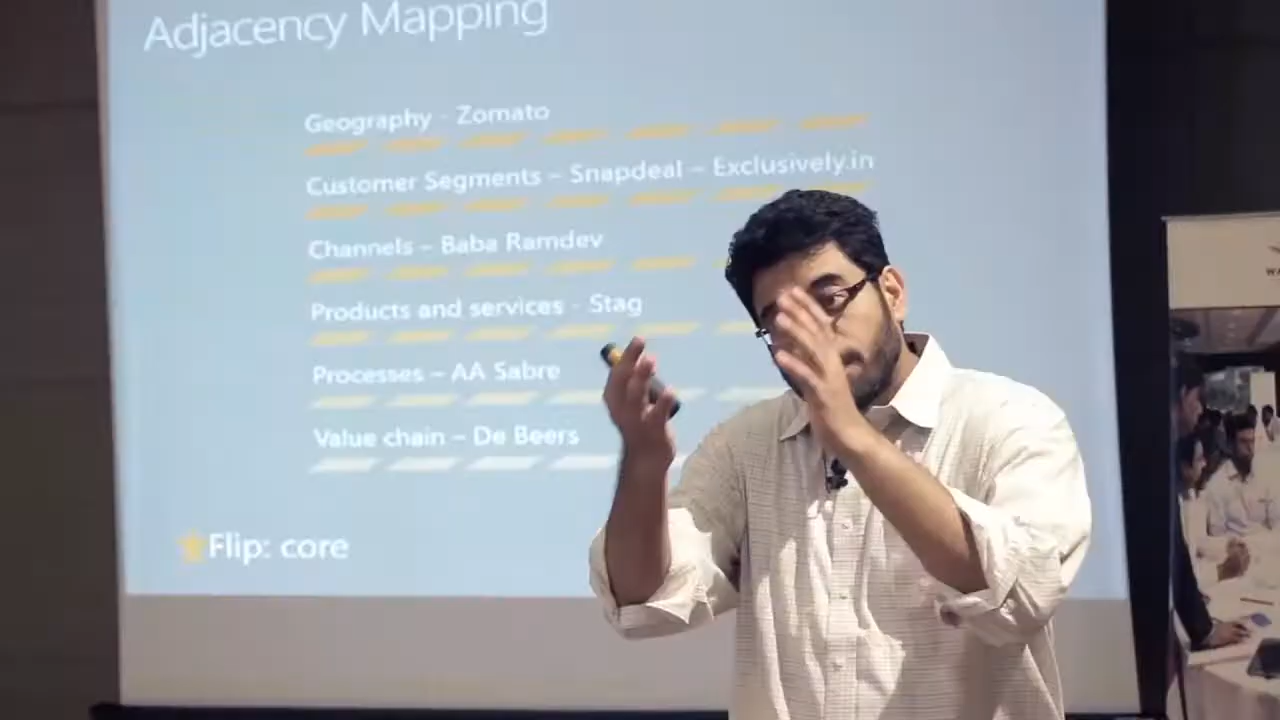 Adjacency Mapping
Geography - Zomato
Customer Segments – Snapdeal – Exclusively.in
Channels – Baba Ramdev
Products and services - Stag
Processes – AA Sabre
Value chain – De Beers
Flip: core